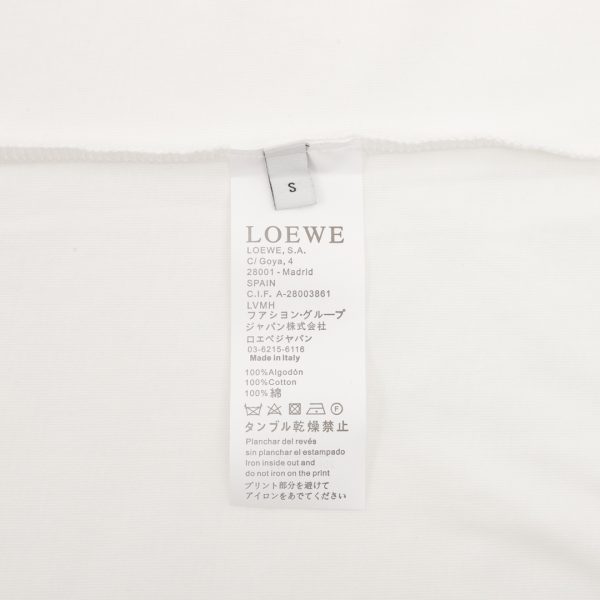 S
LOEWE
LOEWE, S.A.
C/ Goya, 4
28001 - Madrid
SPAIN
C.I.F. A-28003861
LVMH
ファション・グループ
ジャパン株式会社
ロエベジャパン
03-6215-6116
Made in Italy
100%Algodón
100%Cotton
100%綿
タンブル乾燥禁止
Planchar del revés
sin planchar el estampado
Iron inside out and
do not iron on the print
プリント部分を避けて
アイロンをあでてください